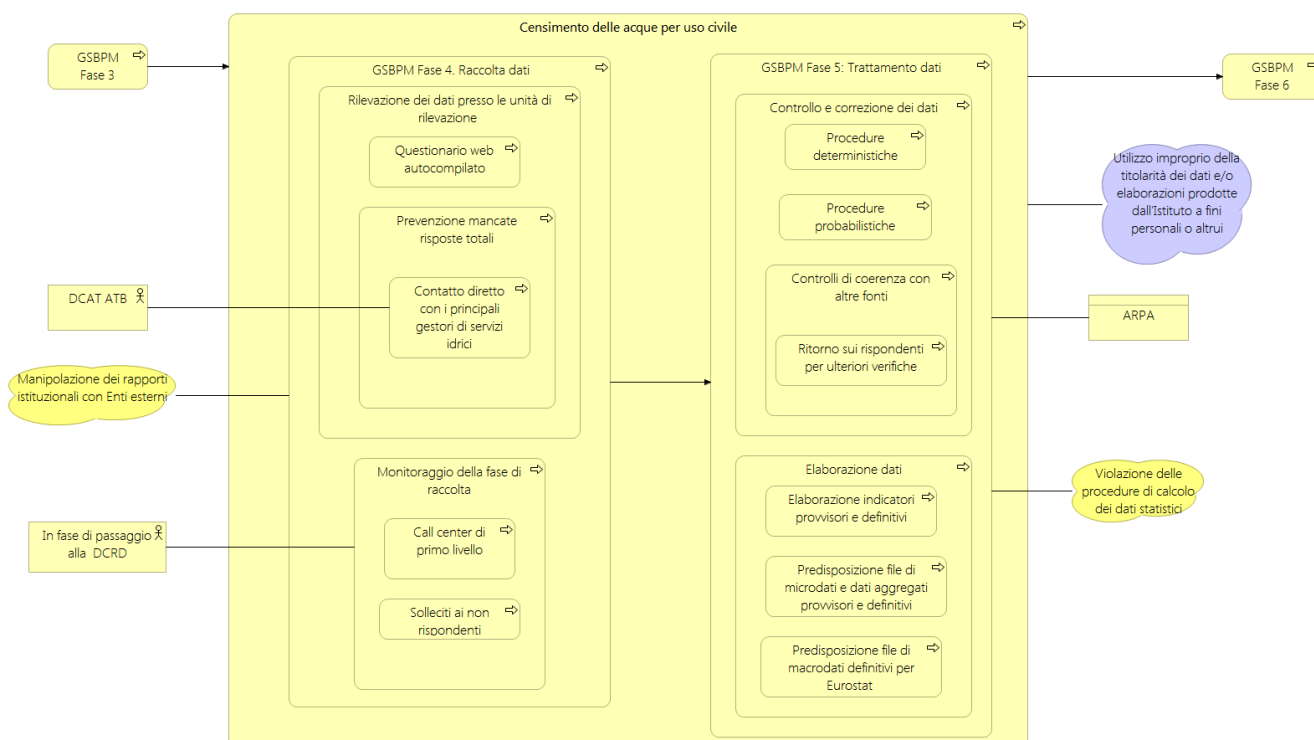 Censimento delle acque per uso civile
GSBPM
Fase 3
GSBPM Fase 4. Raccolta dati
Rilevazione dei dati presso le unità di
rilevazione
Questionario web
autocompilato
Prevenzione mancate
risposte totali
Contatto diretto
con i principali
gestori di servizi
idrici
DCAT ATB
Manipolazione dei rapporti
istituzionali con Enti esterni
Monitoraggio della fase di
raccolta
Call center di
primo livello
Solleciti ai non
rispondenti
In fase di passaggio
alla DCRD
GSBPM Fase 5: Trattamento dati
Controllo e correzione dei dati
Procedure
deterministiche
Procedure
probabilistiche
Controlli di coerenza con
altre fonti
Ritorno sui rispondenti
per ulteriori verifiche
Elaborazione dati
Elaborazione indicatori
provvisori e definitivi
Predisposizione file di
microdati e dati aggregati
provvisori e definitivi
Predisposizione file di
macrodati definitivi per
Eurostat
GSBPM
Fase 6
Utilizzo improprio della
titolarità dei dati e/o
elaborazioni prodotte
dall'Istituto a fini
personali o altrui
ARPA
Violazione delle
procedure di calcolo
dei dati statistici